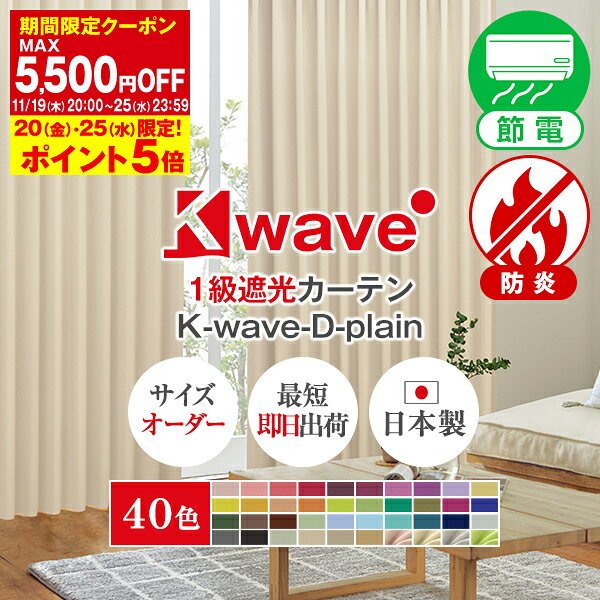 期間限定クーポン
MAX
5,500円OFF
11/19(木) 20:00～25(水) 23:59
20(金)・25(水)限定!
ポイント5倍
節電
防炎
K wave
1級遮光カーテン
K-wave-D-plain
サイズ
オーダー
最短
即日出荷
日本製
40色